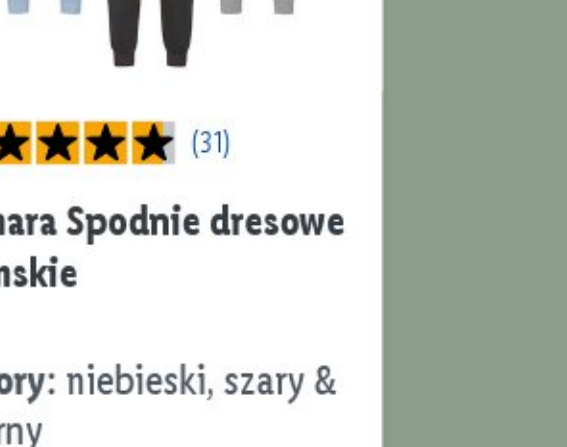 (31)
nara Spodnie dresowe
nskie
ory: niebieski, szary &
rny